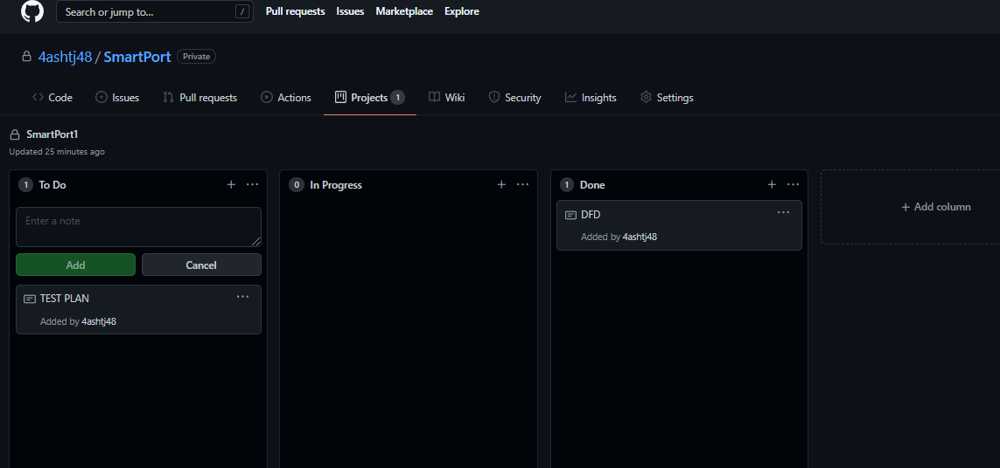 Search or jump to... /
Pull requests Issues Marketplace Explore
4ashtj48 / SmartPort Private
Code Issues Pull requests Actions Projects 1 Wiki Security Insights Settings
SmartPort1
Updated 25 minutes ago
1 To Do
Enter a note
Add Cancel
TEST PLAN
Added by 4ashtj48
0 In Progress
1 Done
DFD
Added by 4ashtj48
Add column